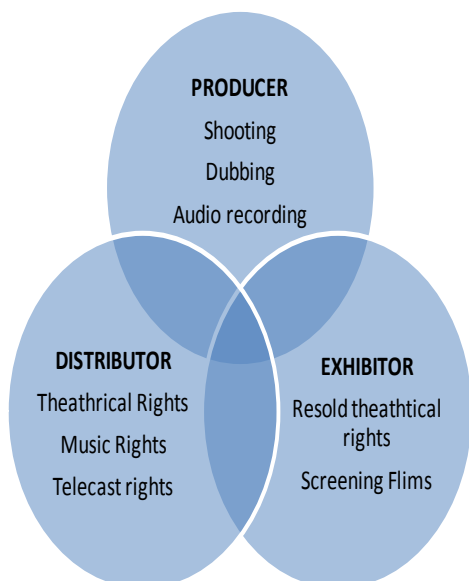 PRODUCER
Shooting
Dubbing
Audio recording
DISTRIBUTOR
Theathrical Rights
Music Rights
Telecast rights
EXHIBITOR
Resold theathtical
rights
Screening Flims